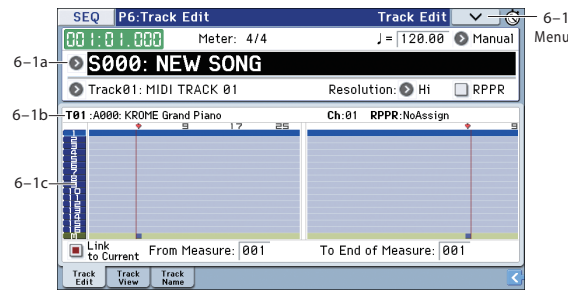 SEQ P6:Track Edit Track Edit
6-1
Menu
001:01.000 Meter: 4/4 ♩= 120.00 Manual
6-1a
S000: NEW SONG
Track01: MIDI TRACK 01 Resolution: Hi RPPR
6-1b
T01 :A000: KROME Grand Piano Ch:01 RPPR:NoAssign
9 17 25 9
6-1c
Link to Current From Measure: 001 To End of Measure: 001
Track Edit Track View Track Name